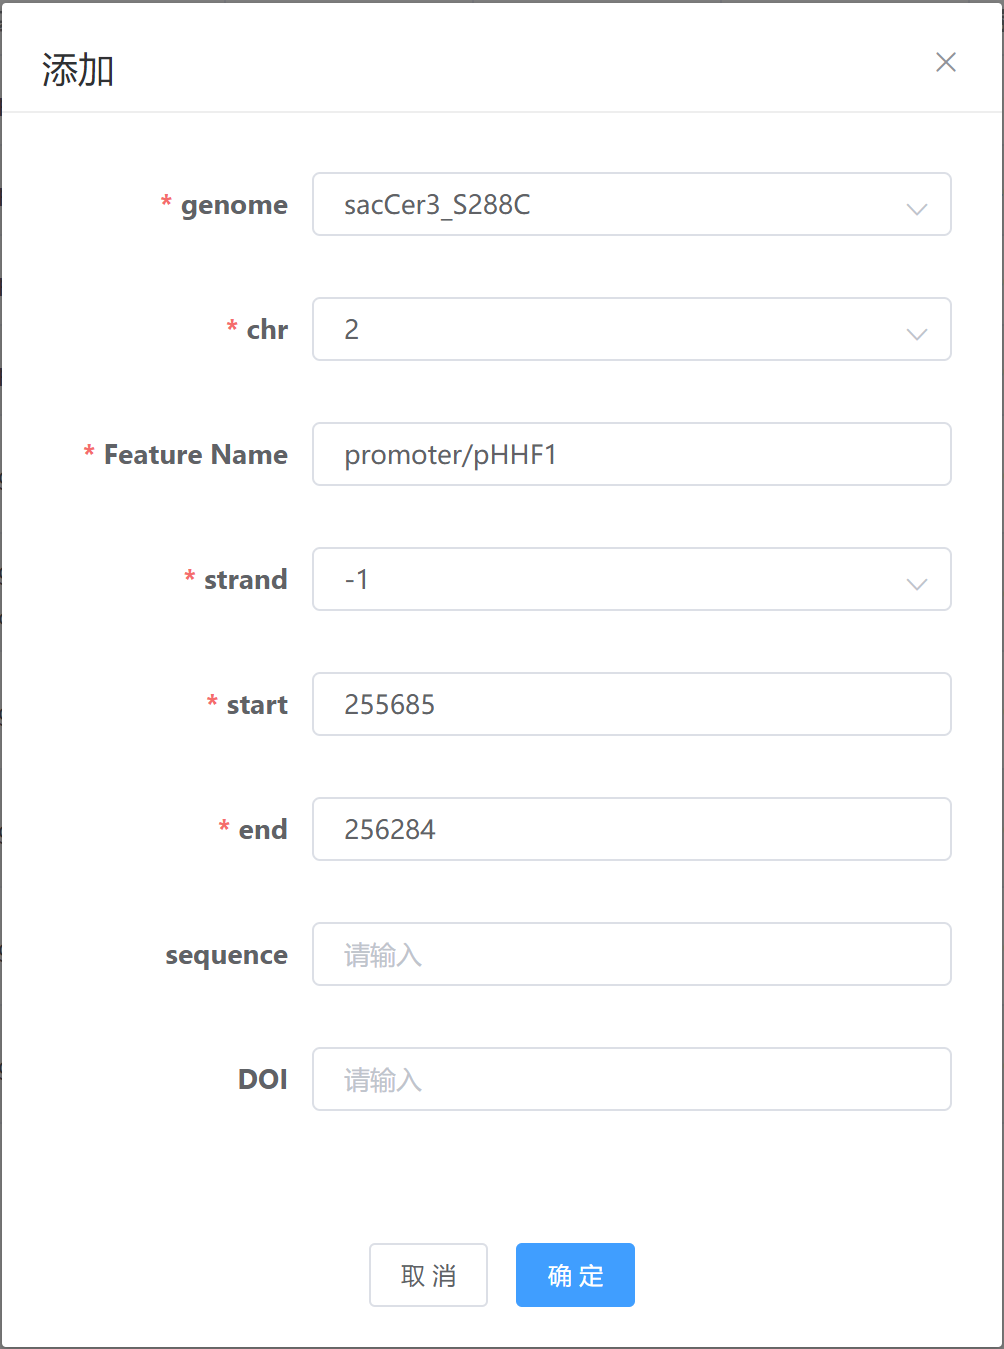 添加
* genome sacCer3_S288C
* chr 2
* Feature Name promoter/pHHF1
* strand -1
* start 255685
* end 256284
sequence 请输入
DOI 请输入
取 消 确 定